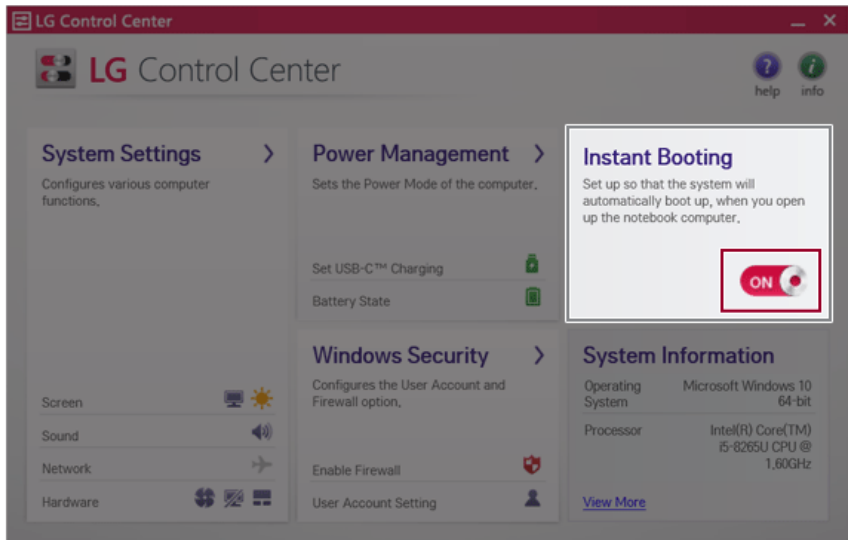 LG Control Center
LG Control Center
help
info
System Settings
Configures various computer
functions.
Screen
Sound
Network
Hardware
Power Management
Sets the Power Mode of the computer.
Set USB-C™ Charging
Battery State
Instant Booting
Set up so that the system will
automatically boot up, when you open
up the notebook computer.
ON
Windows Security
Configures the User Account and
Firewall option.
Enable Firewall
User Account Setting
System Information
Operating System
Microsoft Windows 10
64-bit
Processor
Intel(R) Core(TM)
i5-8265U CPU @
1.60GHz
View More